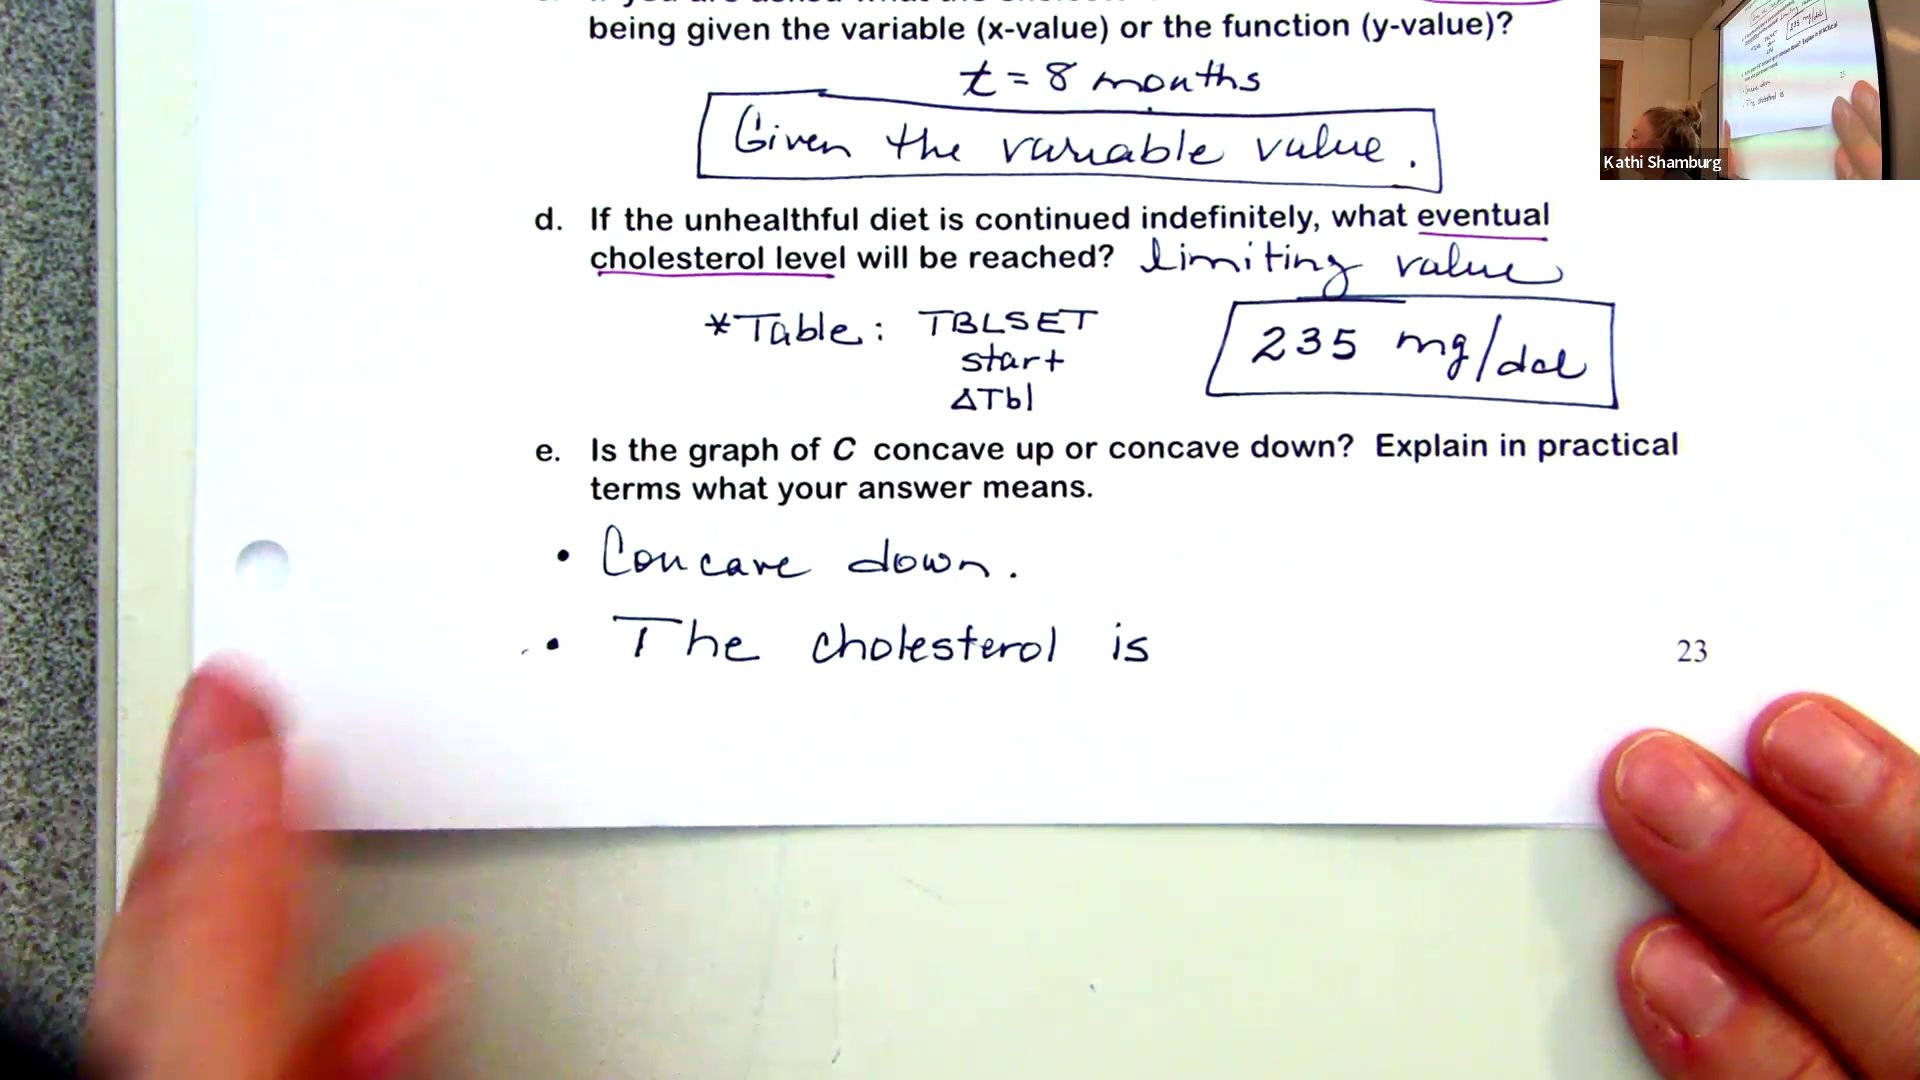 being given the variable (x-value) or the function (y-value)?
t = 8 months
Given the variable value.
d. If the unhealthful diet is continued indefinitely, what eventual
cholesterol level will be reached? limiting value
*Table: TBLSET
start
ΔTbl
235 mg/dcl
e. Is the graph of C concave up or concave down? Explain in practical
terms what your answer means.
• Concave down.
• The cholesterol is
23
Kathi Shamburg